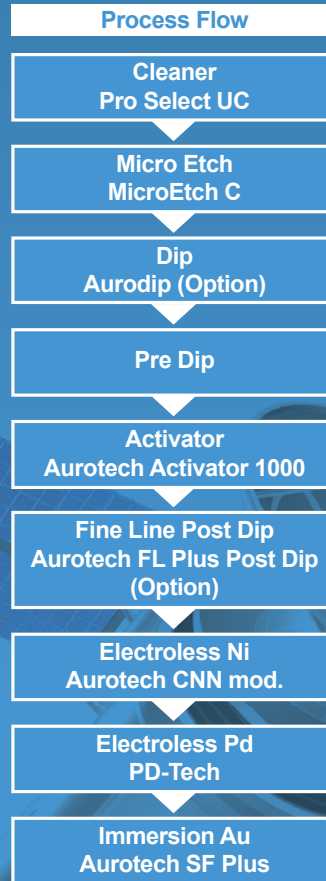 Process Flow
Cleaner
Pro Select UC
Micro Etch
MicroEtch C
Dip
Aurodip (Option)
Pre Dip
Activator
Aurotech Activator 1000
Fine Line Post Dip
Aurotech FL Plus Post Dip
(Option)
Electroless Ni
Aurotech CNN mod.
Electroless Pd
PD-Tech
Immersion Au
Aurotech SF Plus